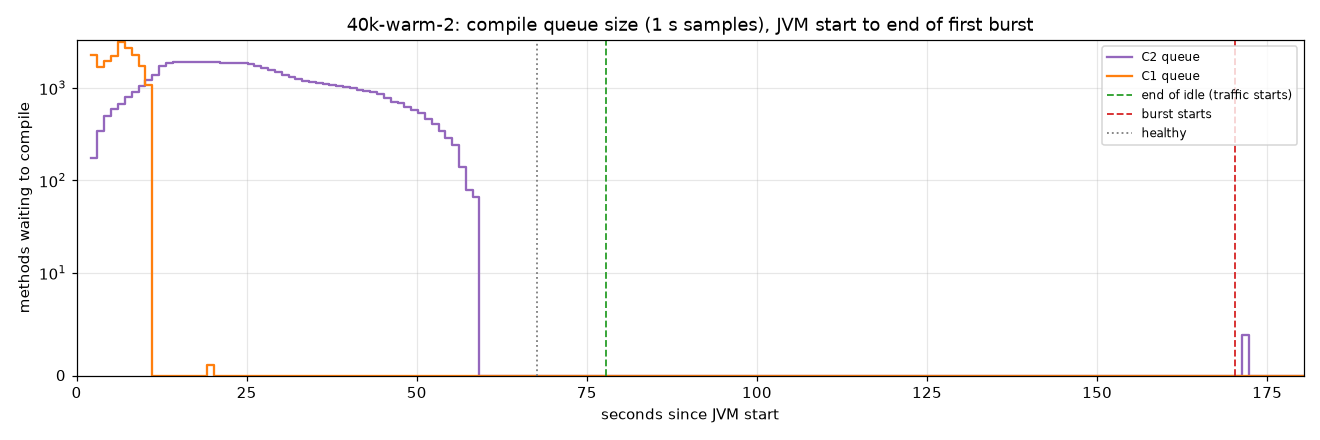 40k-warm-2: compile queue size (1 s samples), JVM start to end of first burst
methods waiting to compile
10³
10²
10¹
0
C2 queue
C1 queue
end of idle (traffic starts)
burst starts
healthy
0 25 50 75 100 125 150 175
seconds since JVM start